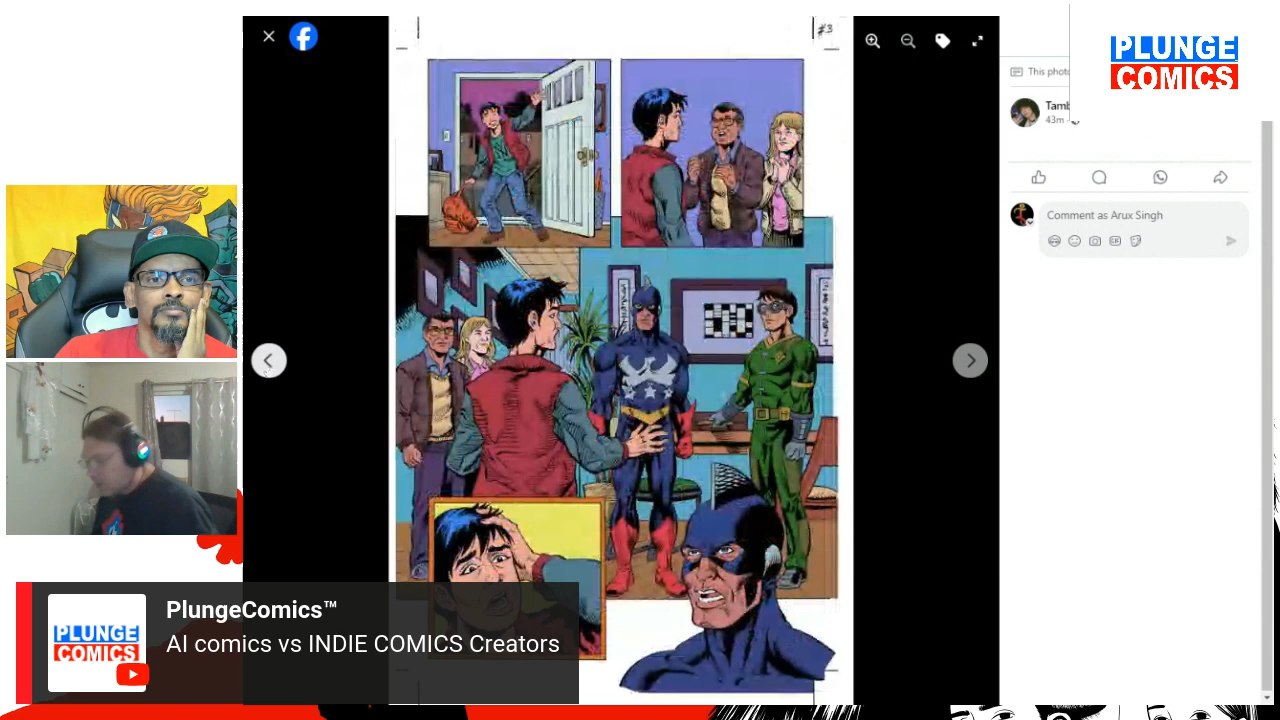 #3
PLUNGE
COMICS
This phot
Tamb
43m
Comment as Arux Singh
PLUNGE
COMICS
PlungeComics™
AI comics vs INDIE COMICS Creators